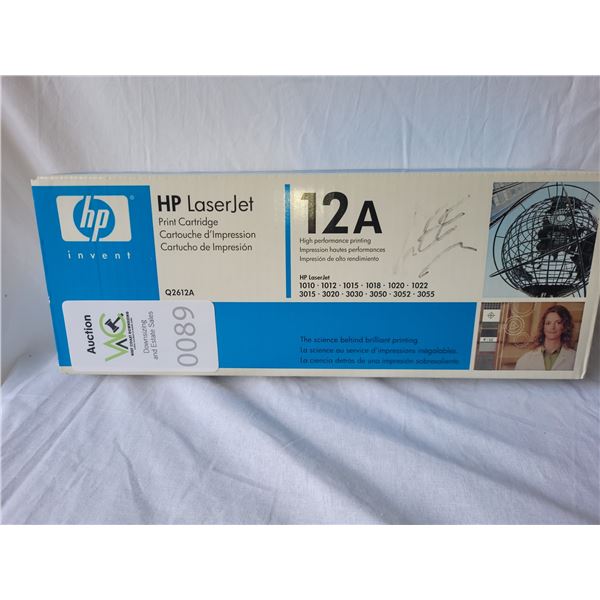 hp
invent
HP LaserJet
Print Cartridge
Cartouche d'Impression
Cartucho de Impresión
Q2612A
12A
High performance printing
Impression hautes performances
Impresión de alto rendimiento
HP LaserJet
1010 · 1012 · 1015 · 1018 · 1020 · 1022
3015 · 3020 · 3030 · 3050 · 3052 · 3055
The science behind brilliant printing.
La science au service d'impressions inégalables.
La ciencia detrás de una impresión sobresaliente.
Auction
Downsizing
and Estate Sales
0089